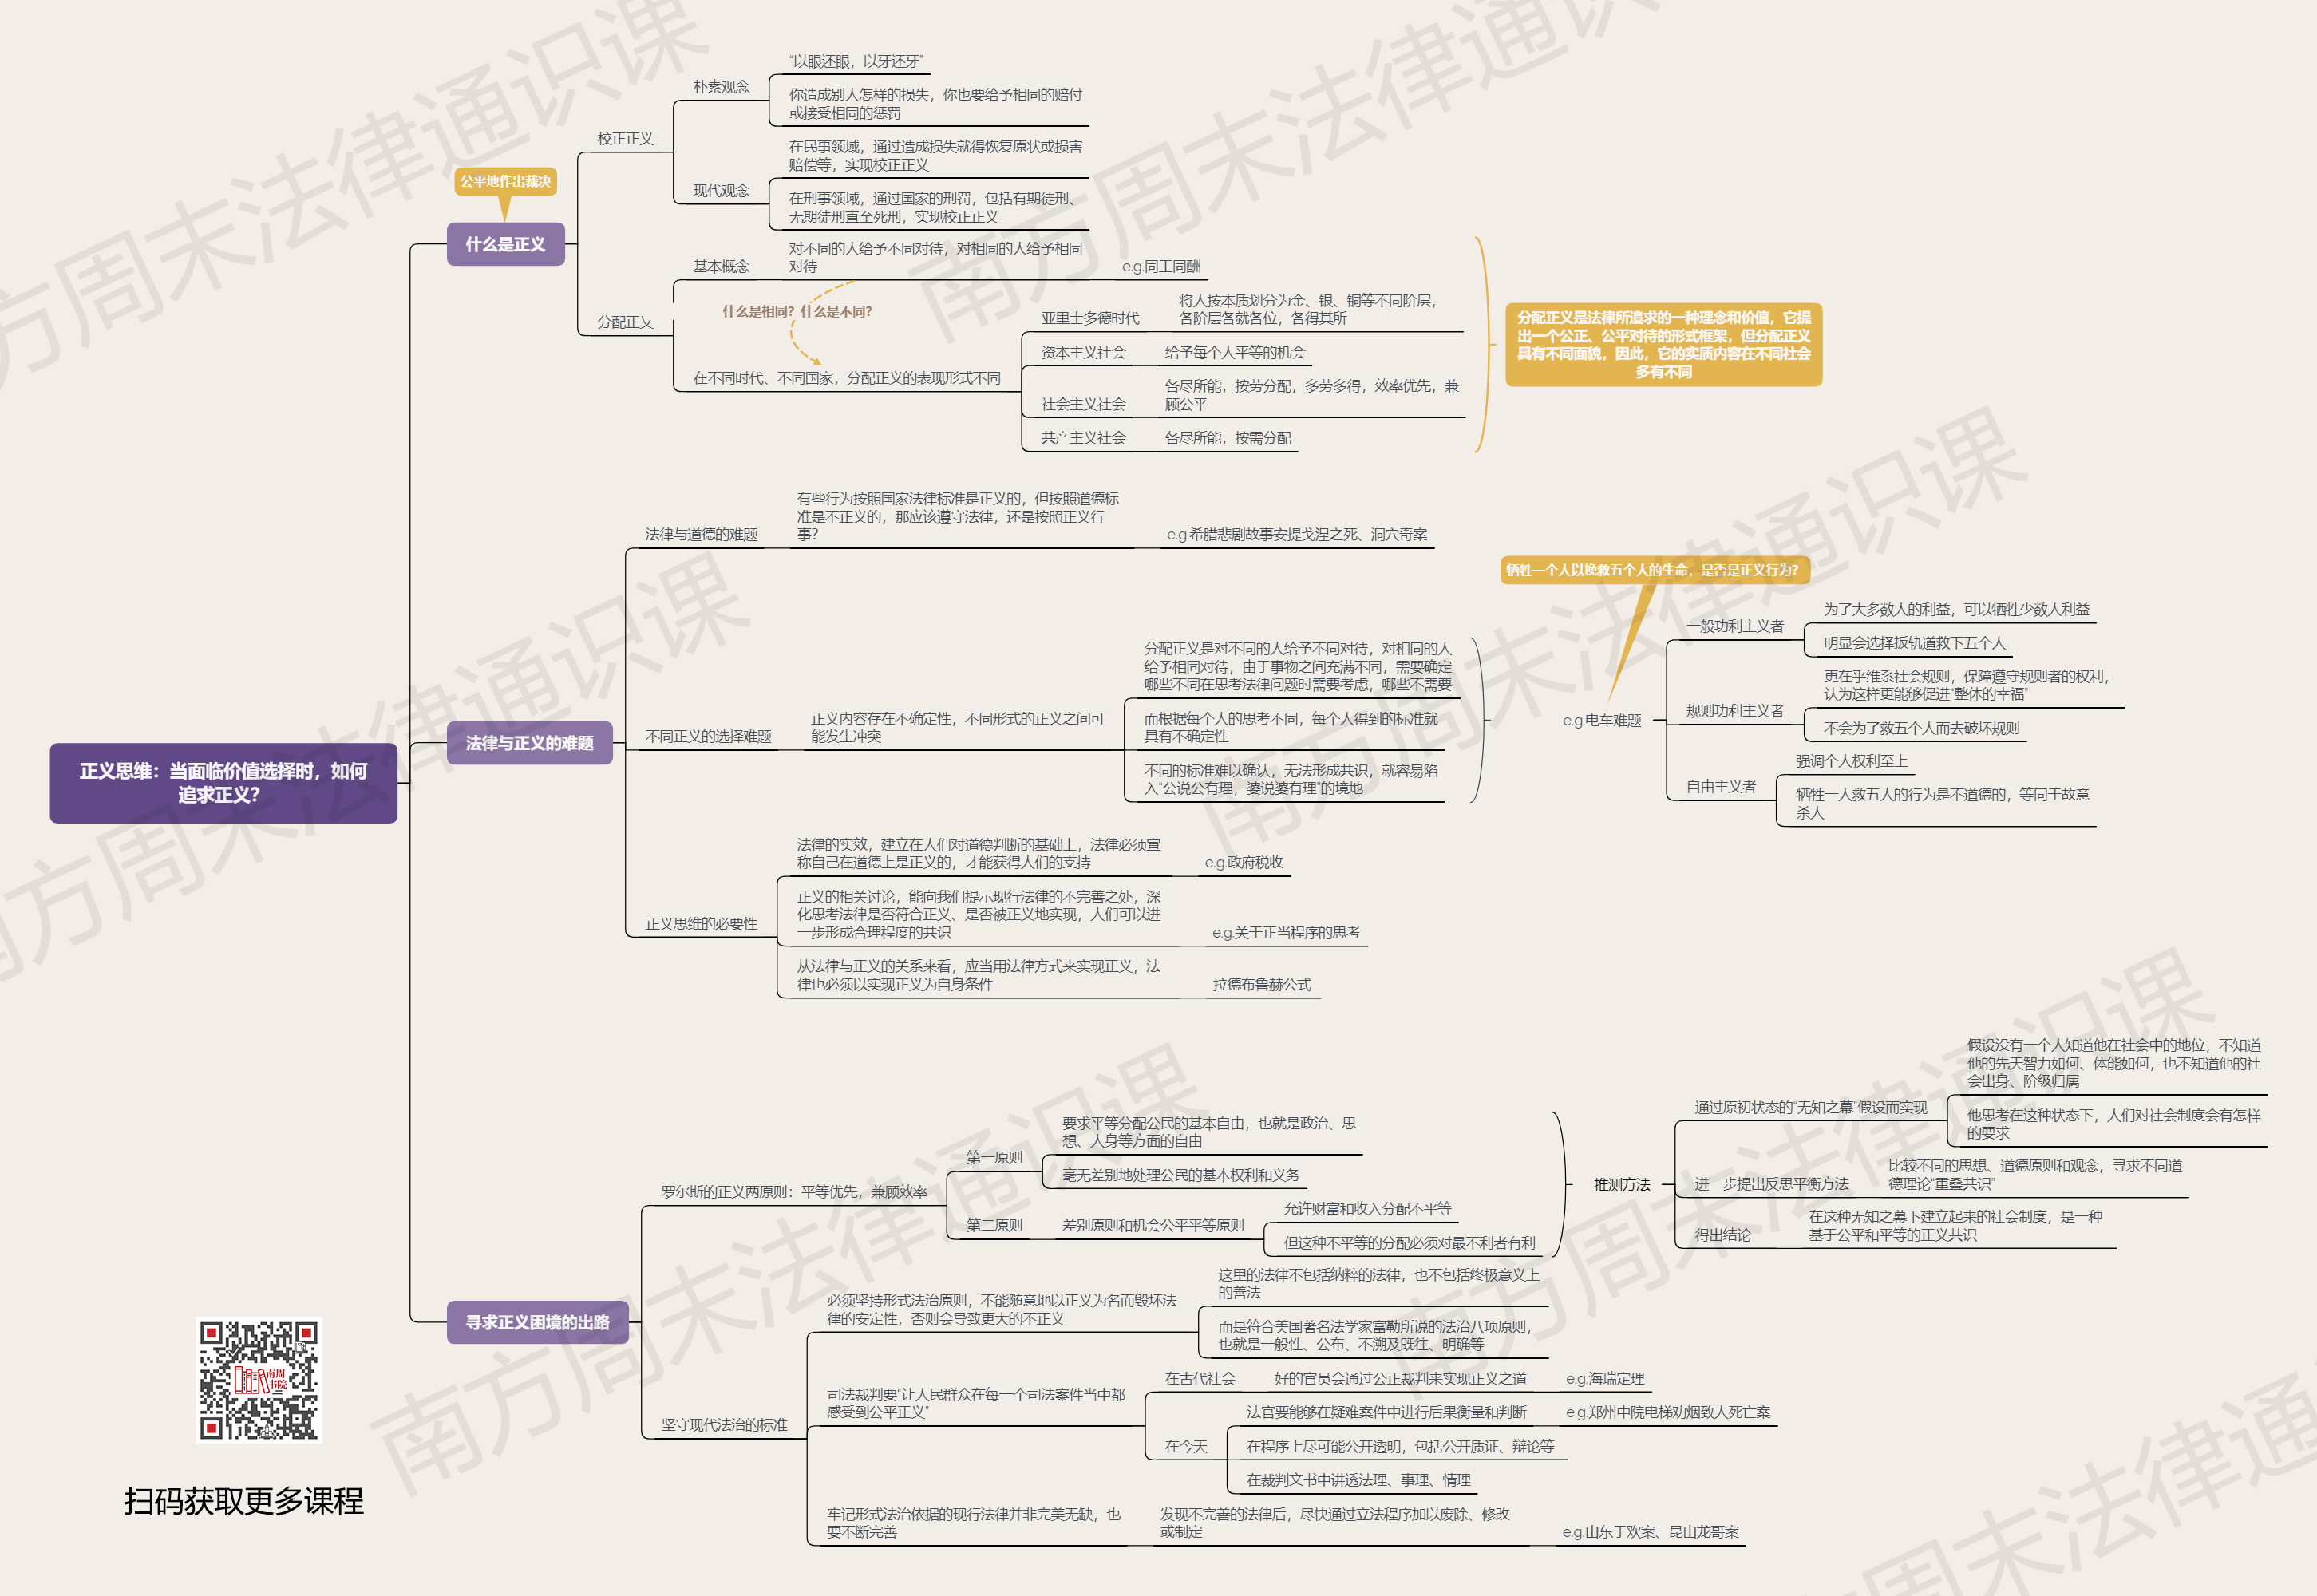 正义思维：当面临价值选择时，如何
追求正义？
公平地作出裁决
什么是正义
校正正义
朴素观念
“以眼还眼，以牙还牙”
你造成别人怎样的损失，你也要给予相同的赔付
或接受相同的惩罚
现代观念
在民事领域，通过造成损失就得恢复原状或损害
赔偿等，实现校正正义
在刑事领域，通过国家的刑罚，包括有期徒刑、
无期徒刑直至死刑，实现校正正义
分配正义
基本概念
对不同的人给予不同对待，对相同的人给予相同
对待
e.g.同工同酬
什么是相同？什么是不同？
在不同时代、不同国家，分配正义的表现形式不同
亚里士多德时代
将人按本质划分为金、银、铜等不同阶层，
各阶层各就各位，各得其所
资本主义社会
给予每个人平等的机会
社会主义社会
各尽所能，按劳分配，多劳多得，效率优先，兼
顾公平
共产主义社会
各尽所能，按需分配
分配正义是法律所追求的一种理念和价值，它提
出一个公正、公平对待的形式框架，但分配正义
具有不同面貌，因此，它的实质内容在不同社会
多有不同
法律与正义的难题
法律与道德的难题
有些行为按照国家法律标准是正义的，但按照道德标
准是不正义的，那应该遵守法律，还是按照正义行
事？
e.g.希腊悲剧故事安提戈涅之死、洞穴奇案
不同正义的选择难题
正义内容存在不确定性，不同形式的正义之间可
能发生冲突
分配正义是对不同的人给予不同对待，对相同的人
给予相同对待，由于事物之间充满不同，需要确定
哪些不同在思考法律问题时需要考虑，哪些不需要
而根据每个人的思考不同，每个人得到的标准就
具有不确定性
不同的标准难以确认，无法形成共识，就容易陷
入“公说公有理，婆说婆有理”的境地
牺牲一个人以挽救五个人的生命，是否是正义行为？
e.g.电车难题
一般功利主义者
为了大多数人的利益，可以牺牲少数人利益
明显会选择扳轨道救下五个人
规则功利主义者
更在乎维系社会规则，保障遵守规则者的权利，
认为这样更能够促进“整体的幸福”
不会为了救五个人而去破坏规则
自由主义者
强调个人权利至上
牺牲一人救五人的行为是不道德的，等同于故意
杀人
正义思维的必要性
法律的实效，建立在人们对道德判断的基础上，法律必须宣
称自己在道德上是正义的，才能获得人们的支持
e.g.政府税收
正义的相关讨论，能向我们提示现行法律的不完善之处，深
化思考法律是否符合正义、是否被正义地实现，人们可以进
一步形成合理程度的共识
e.g.关于正当程序的思考
从法律与正义的关系来看，应当用法律方式来实现正义，法
律也必须以实现正义为自身条件
拉德布鲁赫公式
寻求正义困境的出路
罗尔斯的正义两原则：平等优先，兼顾效率
第一原则
要求平等分配公民的基本自由，也就是政治、思
想、人身等方面的自由
毫无差别地处理公民的基本权利和义务
第二原则
差别原则和机会公平平等原则
允许财富和收入分配不平等
但这种不平等的分配必须对最不利者有利
推测方法
通过原初状态的“无知之幕”假设而实现
假设没有一个人知道他在社会中的地位，不知道
他的先天智力如何、体能如何，也不知道他的社
会出身、阶级归属
他思考在这种状态下，人们对社会制度会有怎样
的要求
进一步提出反思平衡方法
比较不同的思想、道德原则和观念，寻求不同道
德理论“重叠共识”
得出结论
在这种无知之幕下建立起来的社会制度，是一种
基于公平和平等的正义共识
坚守现代法治的标准
必须坚持形式法治原则，不能随意地以正义为名而毁坏法
律的安定性，否则会导致更大的不正义
这里的法律不包括纳粹的法律，也不包括终极意义上
的善法
而是符合美国著名法学家富勒所说的法治八项原则，
也就是一般性、公布、不溯及既往、明确等
司法裁判要“让人民群众在每一个司法案件当中都
感受到公平正义”
在古代社会
好的官员会通过公正裁判来实现正义之道
e.g.海瑞定理
在今天
法官要能够在疑难案件中进行后果衡量和判断
e.g.郑州中院电梯劝烟致人死亡案
在程序上尽可能公开透明，包括公开质证、辩论等
在裁判文书中讲透法理、事理、情理
牢记形式法治依据的现行法律并非完美无缺，也
要不断完善
发现不完善的法律后，尽快通过立法程序加以废除、修改
或制定
e.g.山东于欢案、昆山龙哥案
南周
书院
扫码获取更多课程
南方周末法律通识课
南方周末法律通识课
南方周末法律通识课
南方周末法律通识课
南方周末法律通识课
南方周末法律通识课
南方周末法律通